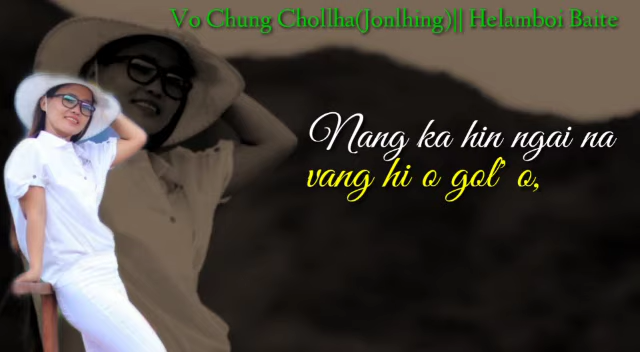 Vo Chung Chollha(Jonlhing)|| Helamboi Baite
Nang ka hin ngai na
vang hi o gol' o,